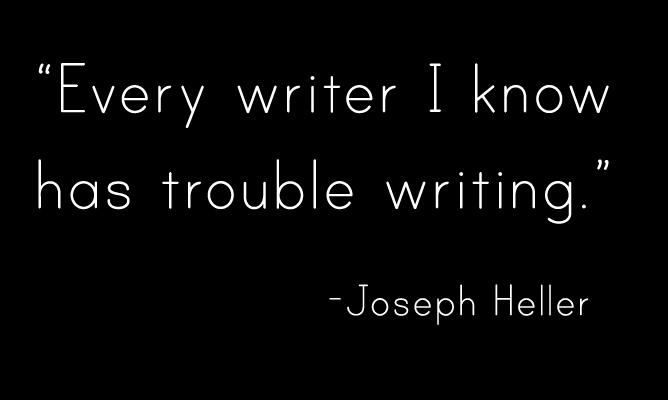 “Every writer I know
has trouble writing.”
-Joseph Heller